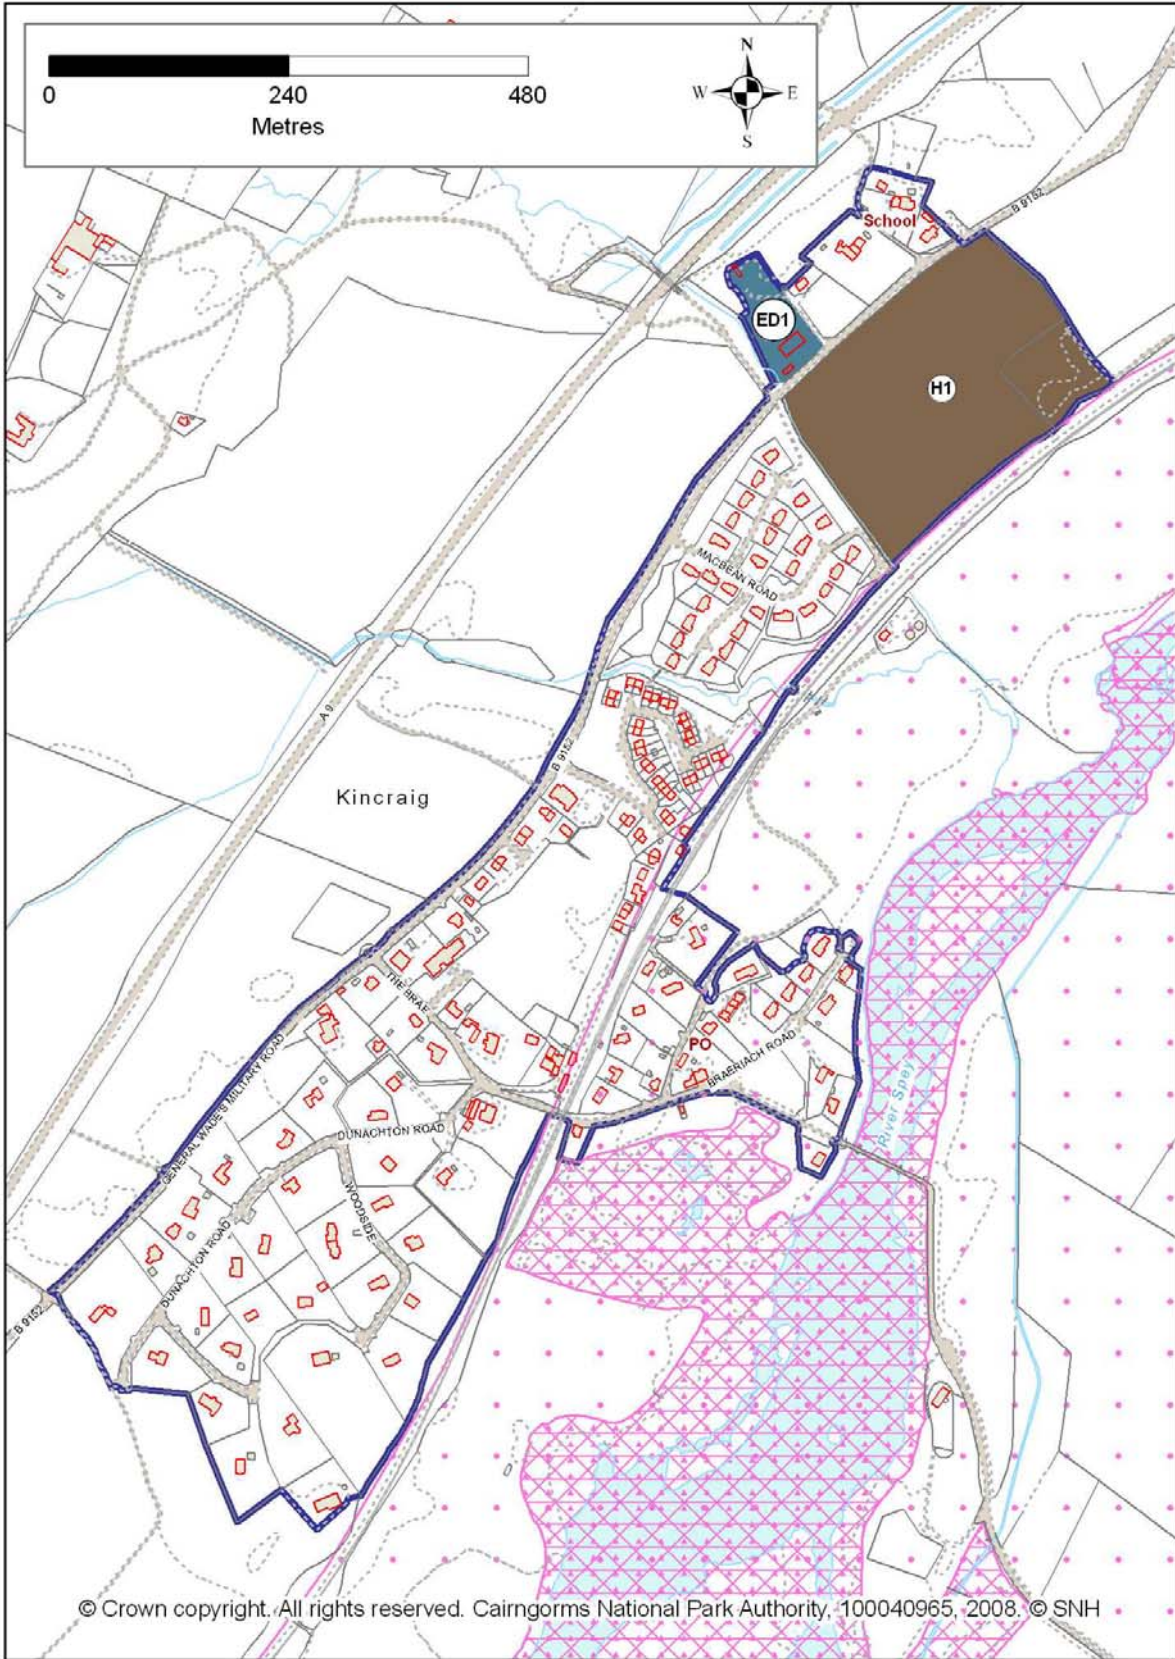 N
W E
S
0 240 480
Metres
School
B 9152
ED1
H1
MACBEAN ROAD
A 9
B 9152
Kincraig
THE BRAE
PO
BRAERIACH ROAD
GENERAL WADE'S MILITARY ROAD
River Spey
DUNACHTON ROAD
WOODSIDE
DUNACHTON ROAD
B 9152
© Crown copyright. All rights reserved. Cairngorms National Park Authority, 100040965, 2008. © SNH